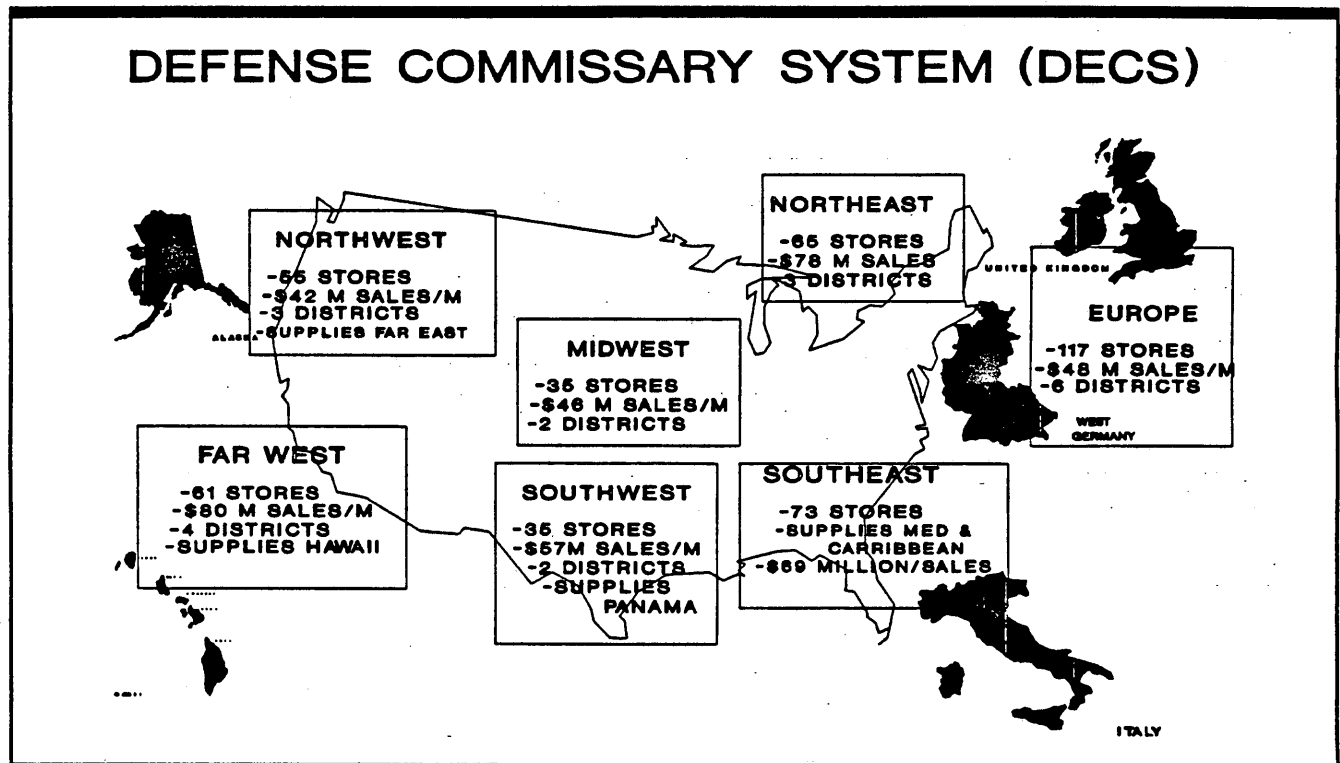 DEFENSE COMMISSARY SYSTEM (DECS)
NORTHWEST
-55 STORES
-$42 M SALES/M
-3 DISTRICTS
-SUPPLIES FAR EAST
ALASKA
NORTHEAST
-65 STORES
-$78 M SALES
-3 DISTRICTS
UNITED KINGDOM
EUROPE
-117 STORES
-$48 M SALES/M
-6 DISTRICTS
WEST
GERMANY
MIDWEST
-35 STORES
-$46 M SALES/M
-2 DISTRICTS
FAR WEST
-61 STORES
-$80 M SALES/M
-4 DISTRICTS
-SUPPLIES HAWAII
SOUTHWEST
-35 STORES
-$57M SALES/M
-2 DISTRICTS
-SUPPLIES
PANAMA
SOUTHEAST
-73 STORES
-SUPPLIES MED &
CARRIBBEAN
-$69 MILLION/SALES
ITALY